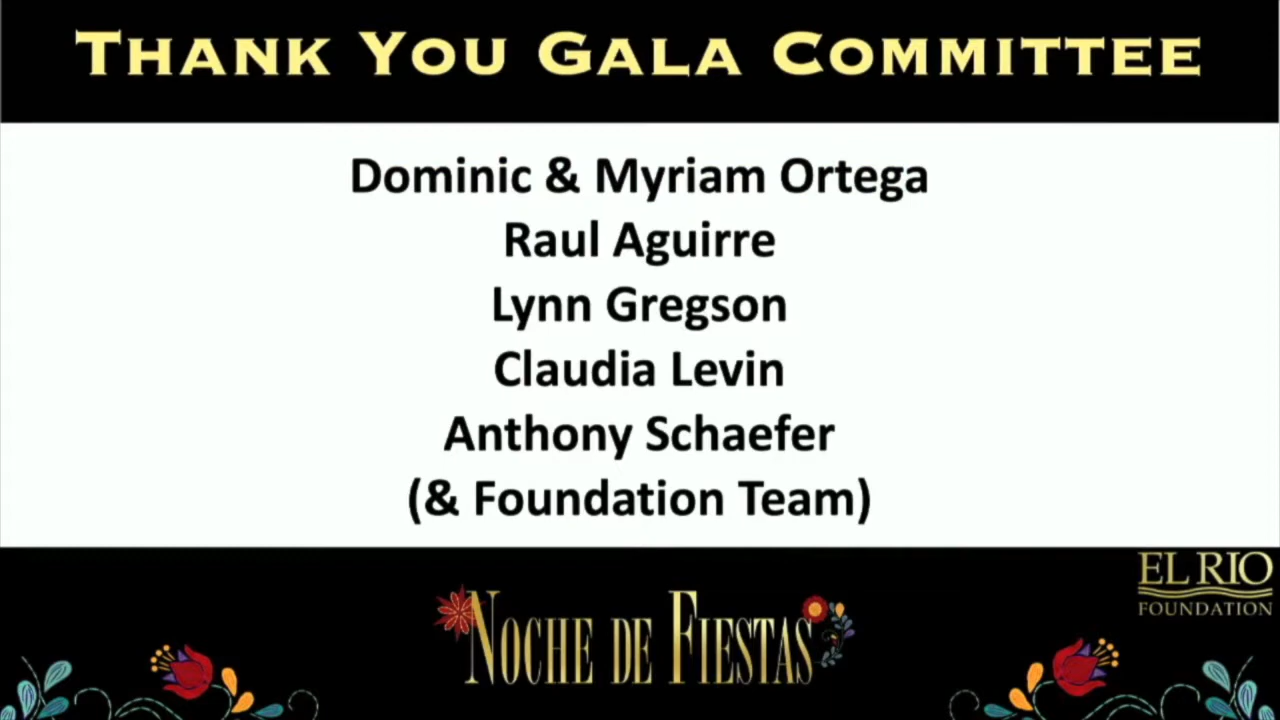 THANK YOU GALA COMMITTEE
Dominic & Myriam Ortega
Raul Aguirre
Lynn Gregson
Claudia Levin
Anthony Schaefer
(& Foundation Team)
EL RIO
FOUNDATION
NOCHE DE FIESTAS